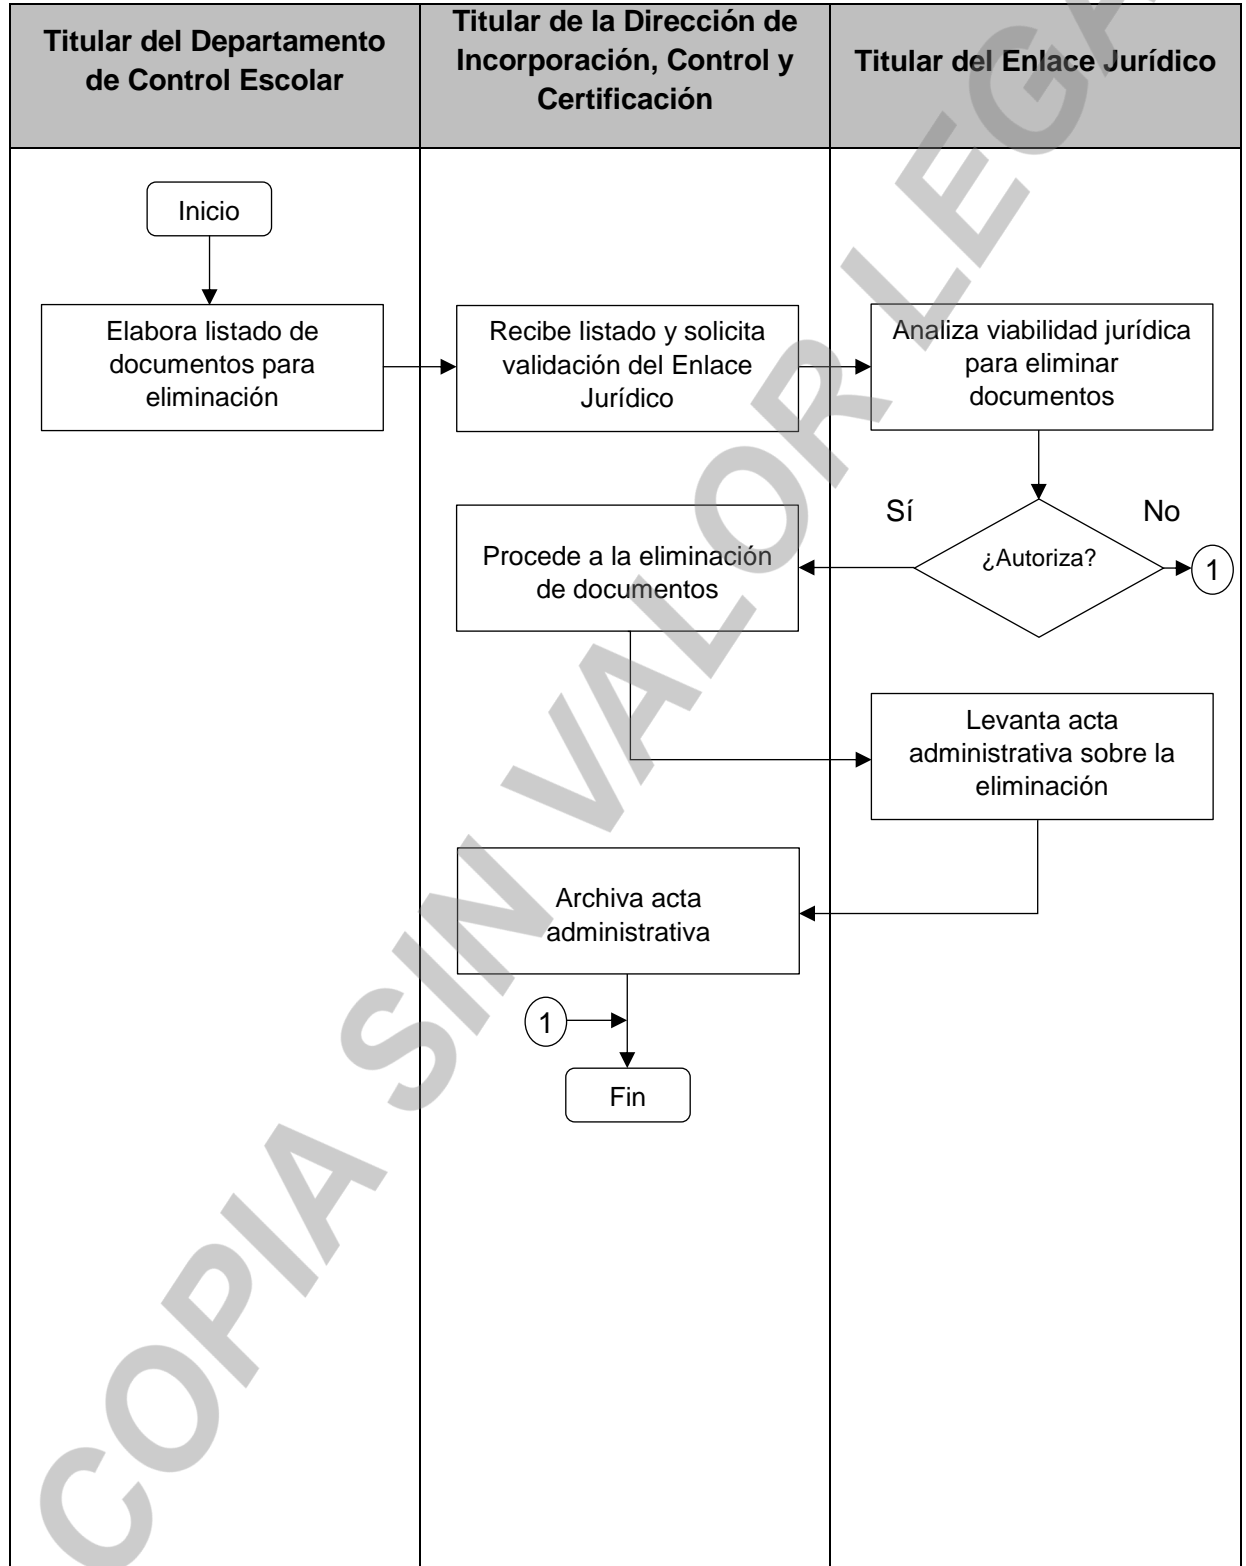 Titular del Departamento
de Control Escolar
Titular de la Dirección de
Incorporación, Control y
Certificación
Titular del Enlace Jurídico
Inicio
Elabora listado de
documentos para
eliminación
Recibe listado y solicita
validación del Enlace
Jurídico
Analiza viabilidad jurídica
para eliminar
documentos
Sí
No
¿Autoriza?
1
Procede a la eliminación
de documentos
Levanta acta
administrativa sobre la
eliminación
Archiva acta
administrativa
1
Fin
COPIA SIN VALOR LEGA